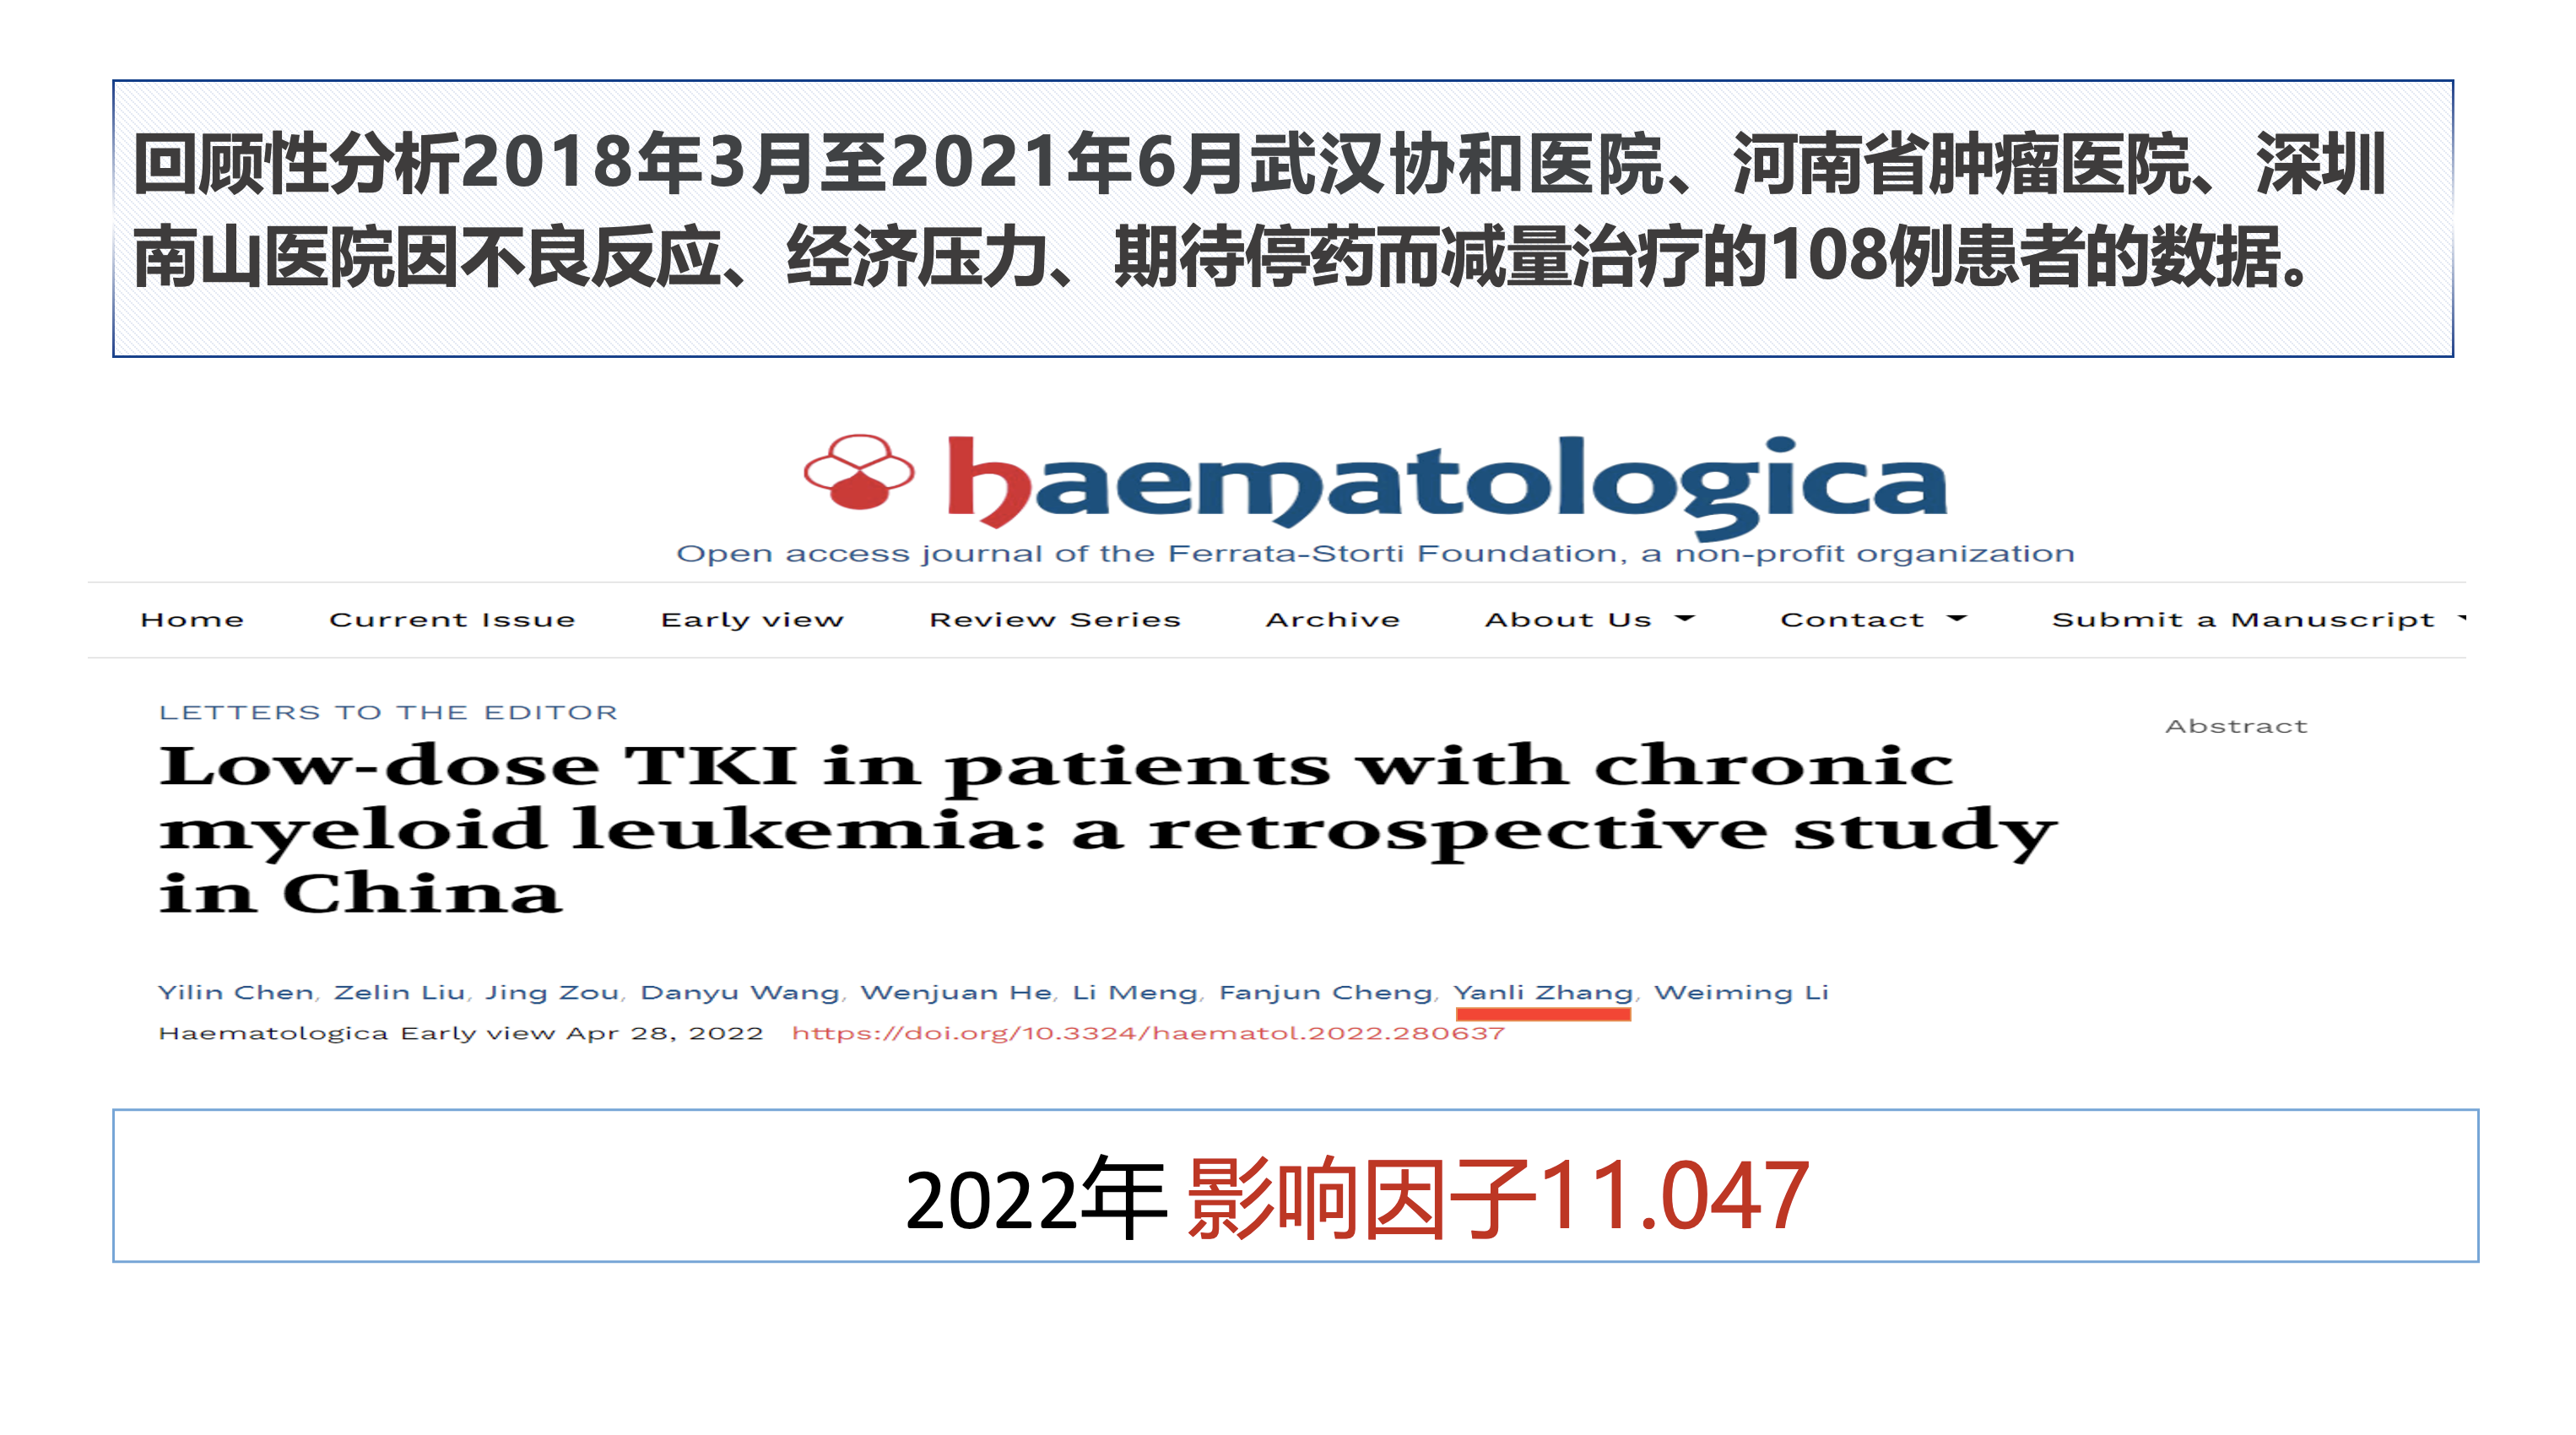 回顾性分析2018年3月至2021年6月武汉协和医院、河南省肿瘤医院、深圳
南山医院因不良反应、经济压力、期待停药而减量治疗的108例患者的数据。
haematologica
Open access journal of the Ferrata-Storti Foundation, a non-profit organization
Home Current Issue Early view Review Series Archive About Us Contact Submit a Manuscript
LETTERS TO THE EDITOR
Abstract
Low-dose TKI in patients with chronic
myeloid leukemia: a retrospective study
in China
Yilin Chen, Zelin Liu, Jing Zou, Danyu Wang, Wenjuan He, Li Meng, Fanjun Cheng, Yanli Zhang, Weiming Li
Haematologica Early view Apr 28, 2022 https://doi.org/10.3324/haematol.2022.280637
2022年 影响因子11.047